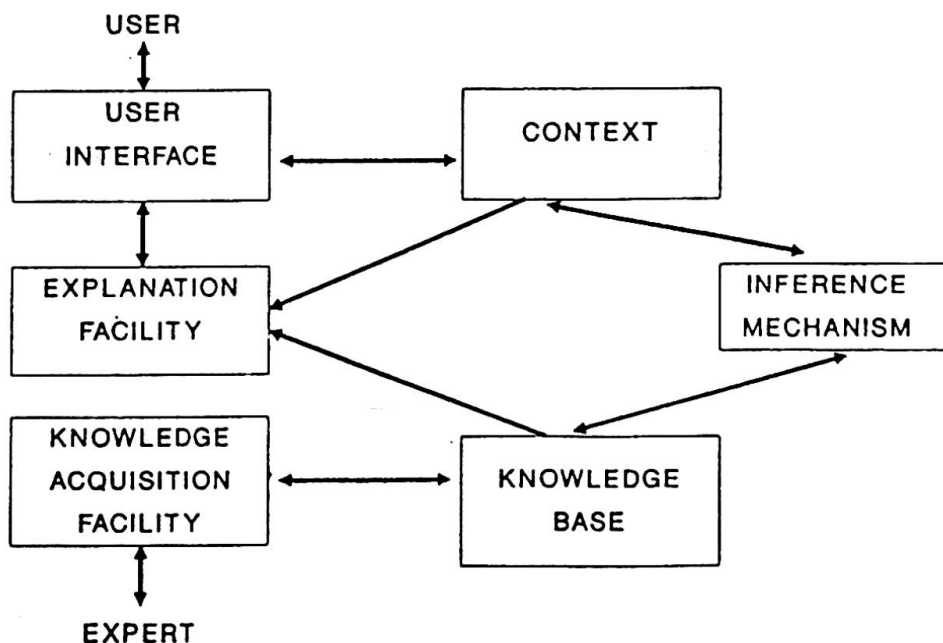 USER
USER
INTERFACE
CONTEXT
EXPLANATION
FACILITY
INFERENCE
MECHANISM
KNOWLEDGE
ACQUISITION
FACILITY
KNOWLEDGE
BASE
EXPERT